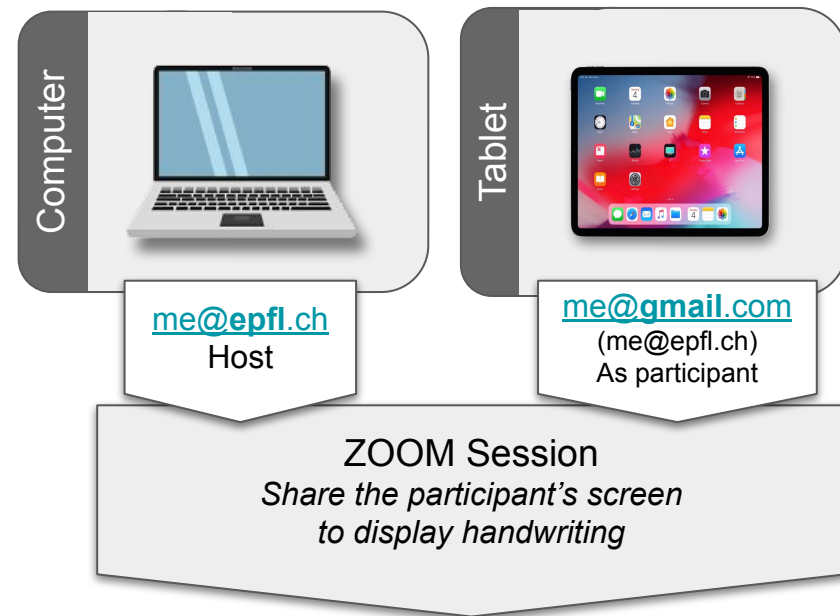 Computer
Tablet
me@epfl.ch
Host
me@gmail.com
(me@epfl.ch)
As participant
ZOOM Session
Share the participant's screen
to display handwriting